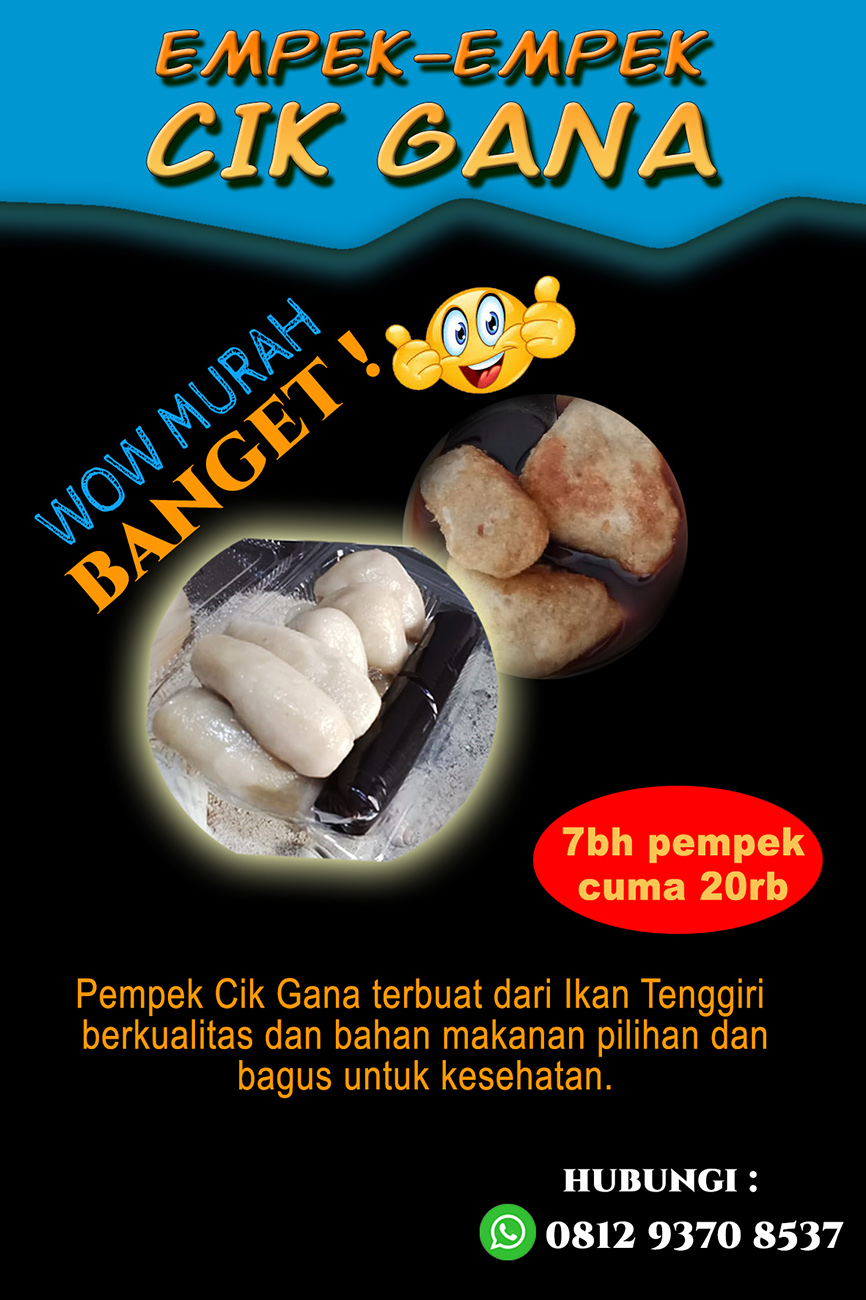 EMPEK-EMPEK
CIK GANA
WOW MURAH
BANGET !
7bh pempek
cuma 20rb
Pempek Cik Gana terbuat dari Ikan Tenggiri
berkualitas dan bahan makanan pilihan dan
bagus untuk kesehatan.
HUBUNGI :
0812 9370 8537